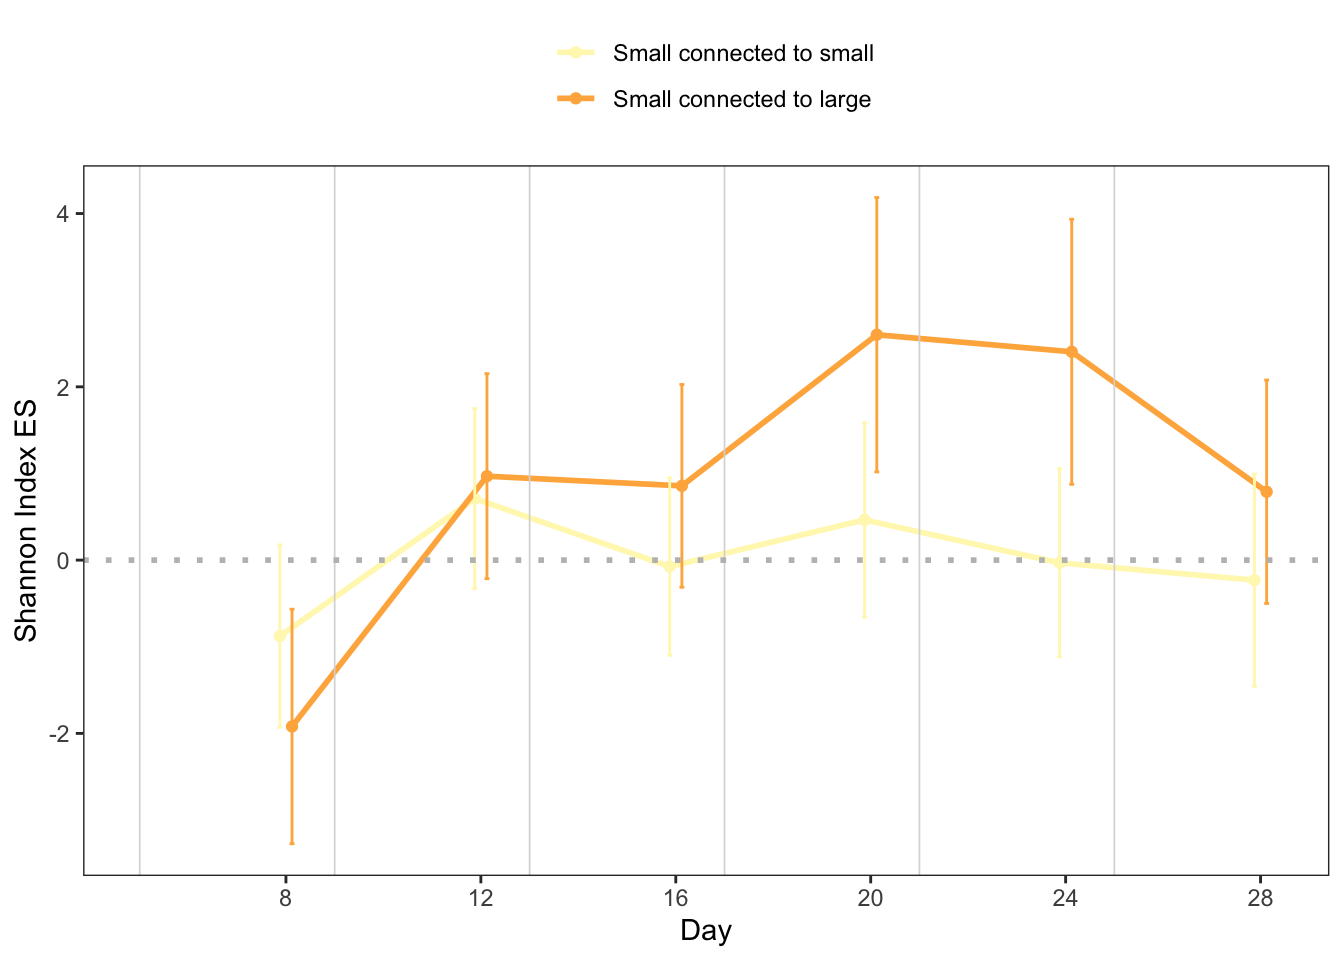 Small connected to small
Small connected to large
Shannon Index ES
4
2
0
-2
8 12 16 20 24 28
Day